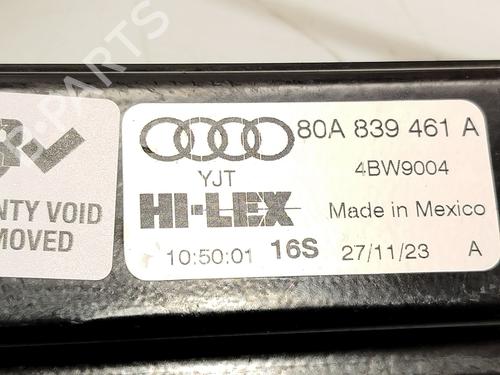 80A 839 461 A
YJT
4BW9004
HI-LEX
Made in Mexico
10:50:01 16S 27/11/23 A
NTY VOID
MOVED